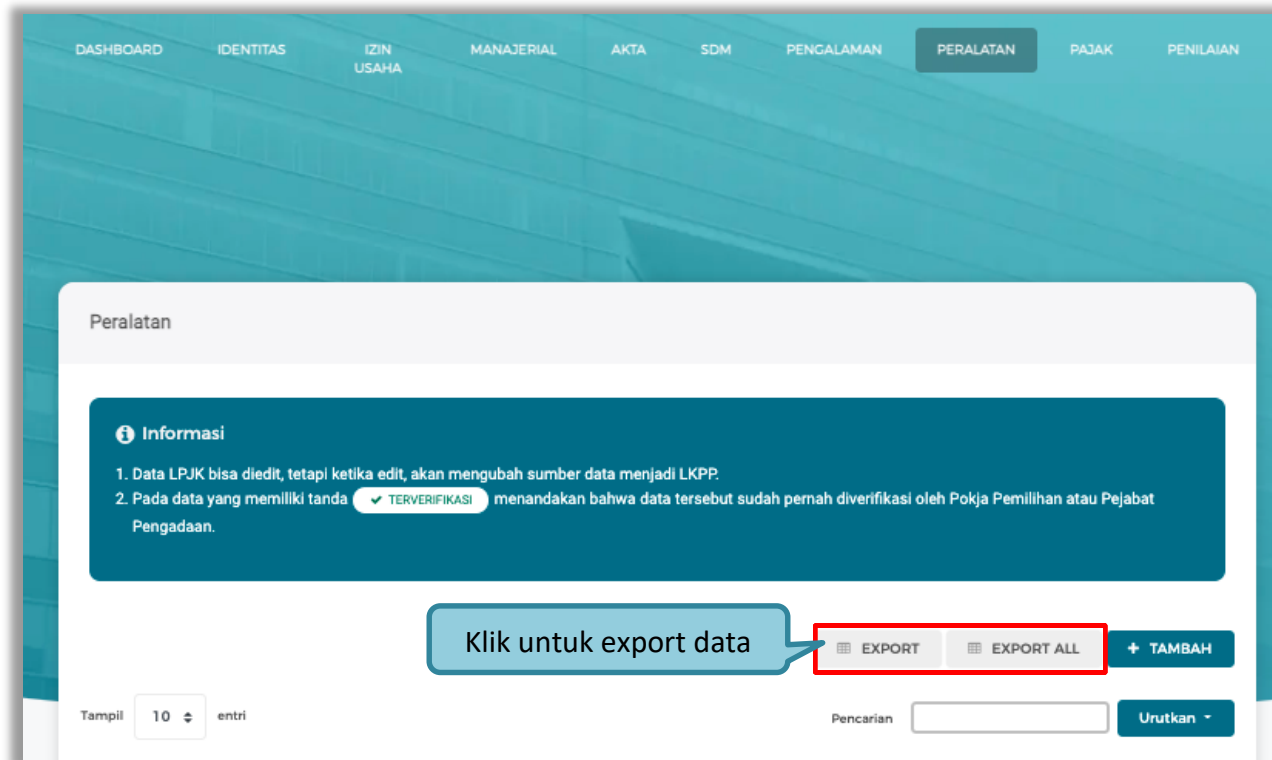 DASHBOARD IDENTITAS IZIN USAHA MANAJERIAL AKTA SDM PENGALAMAN PERALATAN PAJAK PENILAIAN
Peralatan
Informasi
1. Data LPJK bisa diedit, tetapi ketika edit, akan mengubah sumber data menjadi LKPP.
2. Pada data yang memiliki tanda TERVERIFIKASI menandakan bahwa data tersebut sudah pernah diverifikasi oleh Pokja Pemilihan atau Pejabat
Pengadaan.
Klik untuk export data
EXPORT EXPORT ALL + TAMBAH
Tampil 10 entri Pencarian Urutkan